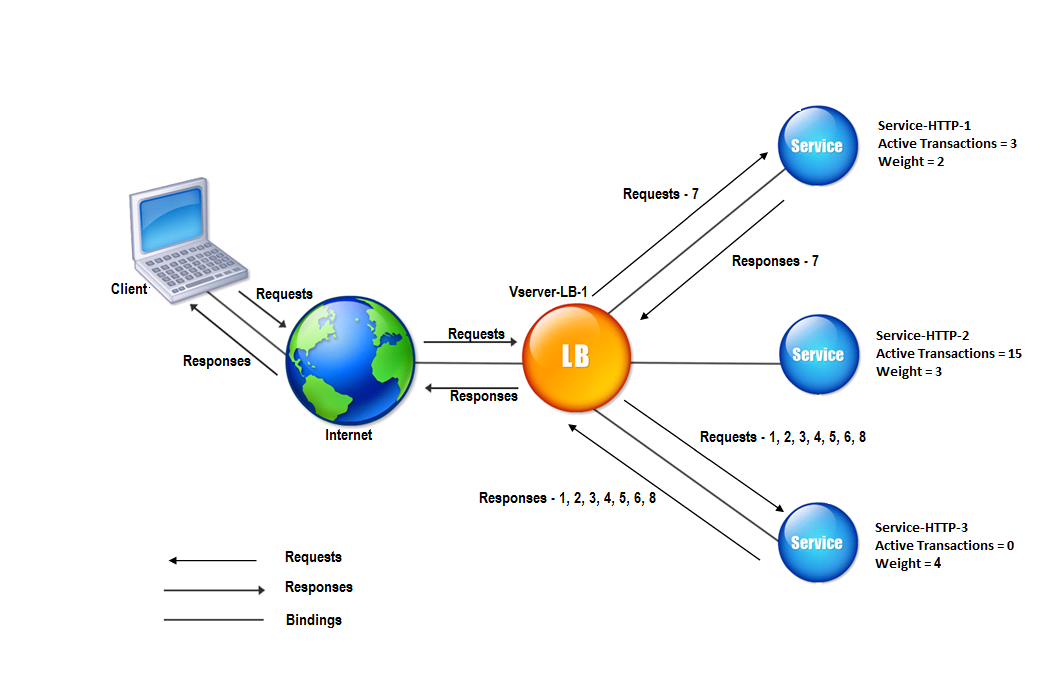 Service-HTTP-1
Active Transactions = 3
Weight = 2
Service
Requests - 7
Responses - 7
Client
Requests
Vserver-LB-1
Requests
Responses
LB
Service
Service-HTTP-2
Active Transactions = 15
Weight = 3
Responses
Internet
Requests - 1, 2, 3, 4, 5, 6, 8
Responses - 1, 2, 3, 4, 5, 6, 8
Service
Service-HTTP-3
Active Transactions = 0
Weight = 4
Requests
Responses
Bindings